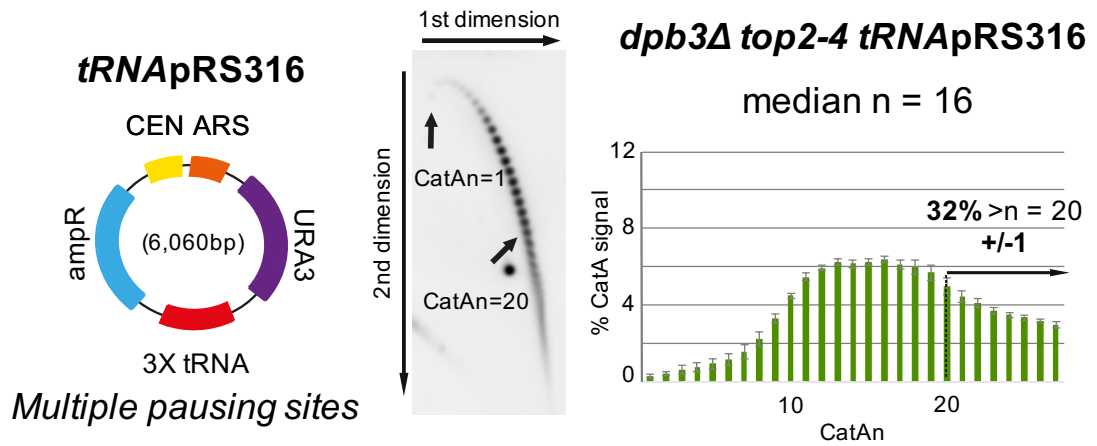 tRNApRS316
CEN ARS
ampR
(6,060bp)
URA3
3X tRNA
Multiple pausing sites
1st dimension
2nd dimension
CatAn=1
CatAn=20
dpb3Δ top2-4 tRNApRS316
median n = 16
% CatA signal
12
8
4
0
32% >n = 20
+/-1
10
20
CatAn